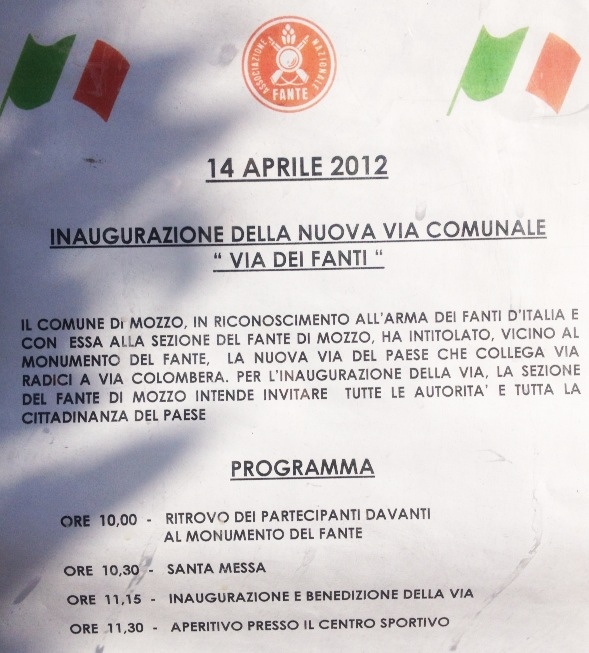 ASSOCIAZIONE NAZIONALE
FANTE
14 APRILE 2012
INAUGURAZIONE DELLA NUOVA VIA COMUNALE
“ VIA DEI FANTI “
IL COMUNE Di MOZZO, IN RICONOSCIMENTO ALL'ARMA DEI FANTI D'ITALIA E
CON ESSA ALLA SEZIONE DEL FANTE DI MOZZO, HA INTITOLATO, VICINO AL
MONUMENTO DEL FANTE, LA NUOVA VIA DEL PAESE CHE COLLEGA VIA
RADICI A VIA COLOMBERA. PER L'INAUGURAZIONE DELLA VIA, LA SEZIONE
DEL FANTE DI MOZZO INTENDE INVITARE TUTTE LE AUTORITA' E TUTTA LA
CITTADINANZA DEL PAESE
PROGRAMMA
ORE 10,00 - RITROVO DEI PARTECIPANTI DAVANTI
AL MONUMENTO DEL FANTE
ORE 10,30 - SANTA MESSA
ORE 11,15 - INAUGURAZIONE E BENEDIZIONE DELLA VIA
ORE 11,30 - APERITIVO PRESSO IL CENTRO SPORTIVO